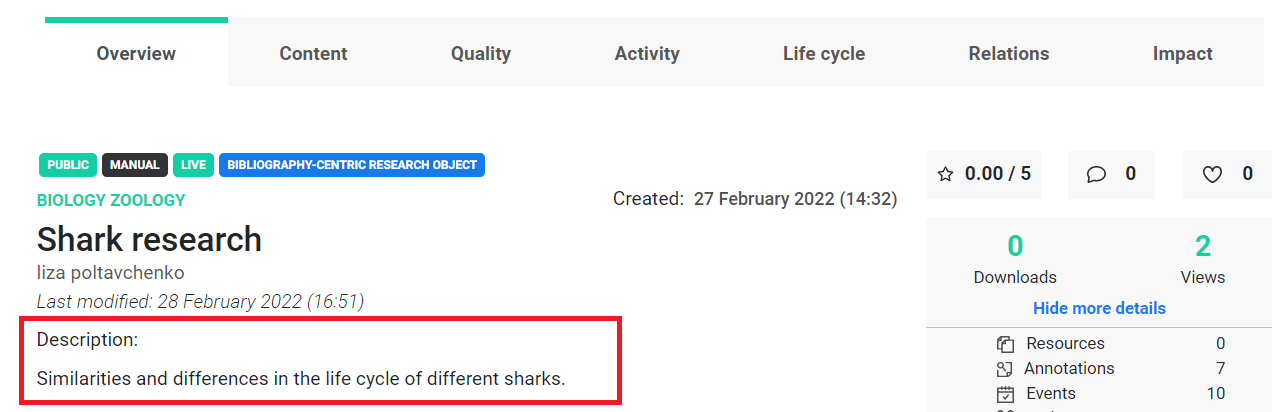 Overview Content Quality Activity Life cycle Relations Impact
PUBLIC MANUAL LIVE BIBLIOGRAPHY-CENTRIC RESEARCH OBJECT
0.00 / 5 0 0
BIOLOGY ZOOLOGY
Created: 27 February 2022 (14:32)
Shark research
liza poltavchenko
Last modified: 28 February 2022 (16:51)
Description:
Similarities and differences in the life cycle of different sharks.
0 2
Downloads Views
Hide more details
Resources 0
Annotations 7
Events 10